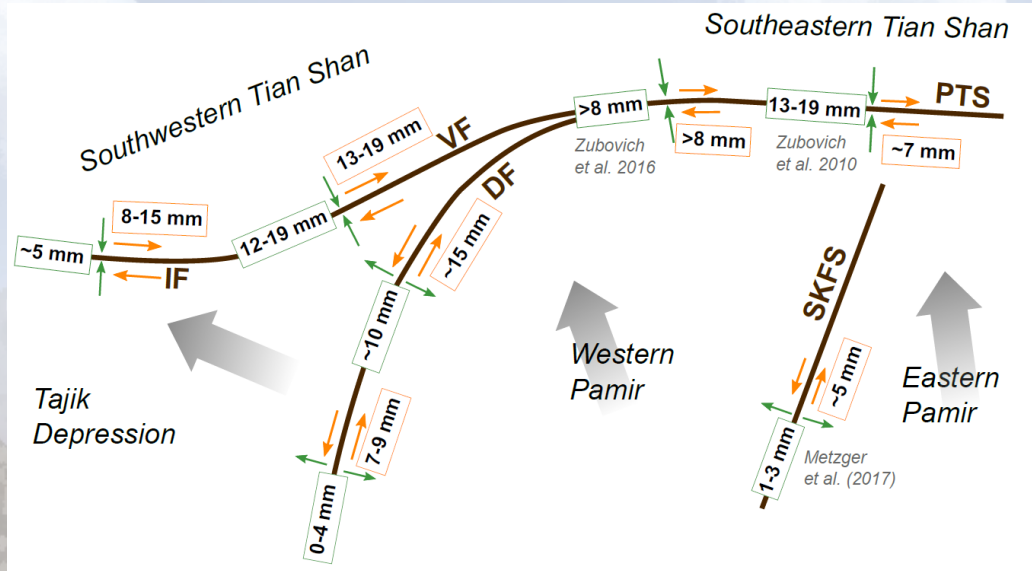 Southeastern Tian Shan
Southwestern Tian Shan
13-19 mm
VF
>8 mm
13-19 mm
PTS
Zubovich
et al. 2016
>8 mm
Zubovich
et al. 2010
~7 mm
DF
8-15 mm
12-19 mm
~5 mm
IF
~15 mm
SKFS
~10 mm
Western
Pamir
Eastern
Pamir
Tajik
Depression
7-9 mm
~5 mm
1-3 mm
Metzger
et al. (2017)
0-4 mm